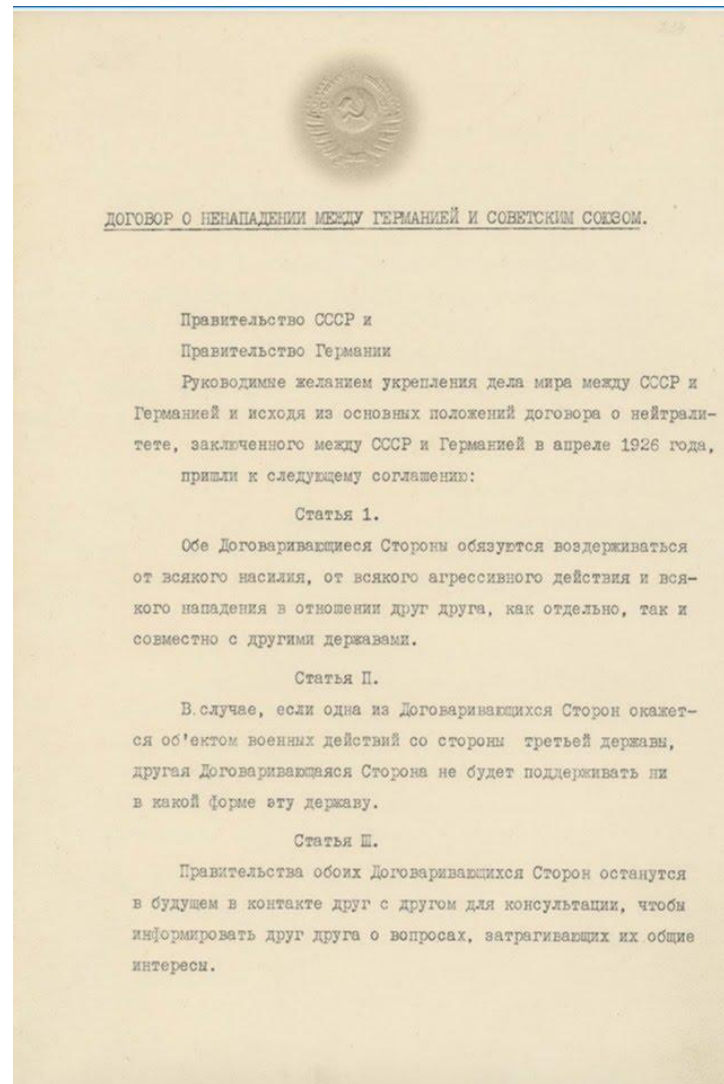 ДОГОВОР О НЕНАПАДЕНИИ МЕЖДУ ГЕРМАНИЕЙ И СОВЕТСКИМ СОЮЗОМ.
Правительство СССР и
Правительство Германии
Руководимые желанием укрепления дела мира между СССР и
Германией и исходя из основных положений договора о нейтрали-
тете, заключенного между СССР и Германией в апреле 1926 года,
пришли к следующему соглашению:
Статья 1.
Обе Договаривающиеся Стороны обязуются воздерживаться
от всякого насилия, от всякого агрессивного действия и вся-
кого нападения в отношении друг друга, как отдельно, так и
совместно с другими державами.
Статья П.
В случае, если одна из Договаривающихся Сторон окажет-
ся об'ектом военных действий со стороны третьей державы,
другая Договаривающаяся Сторона не будет поддерживать ни
в какой форме эту державу.
Статья Ш.
Правительства обоих Договаривающихся Сторон останутся
в будущем в контакте друг с другом для консультации, чтобы
информировать друг друга о вопросах, затрагивающих их общие
интересы.